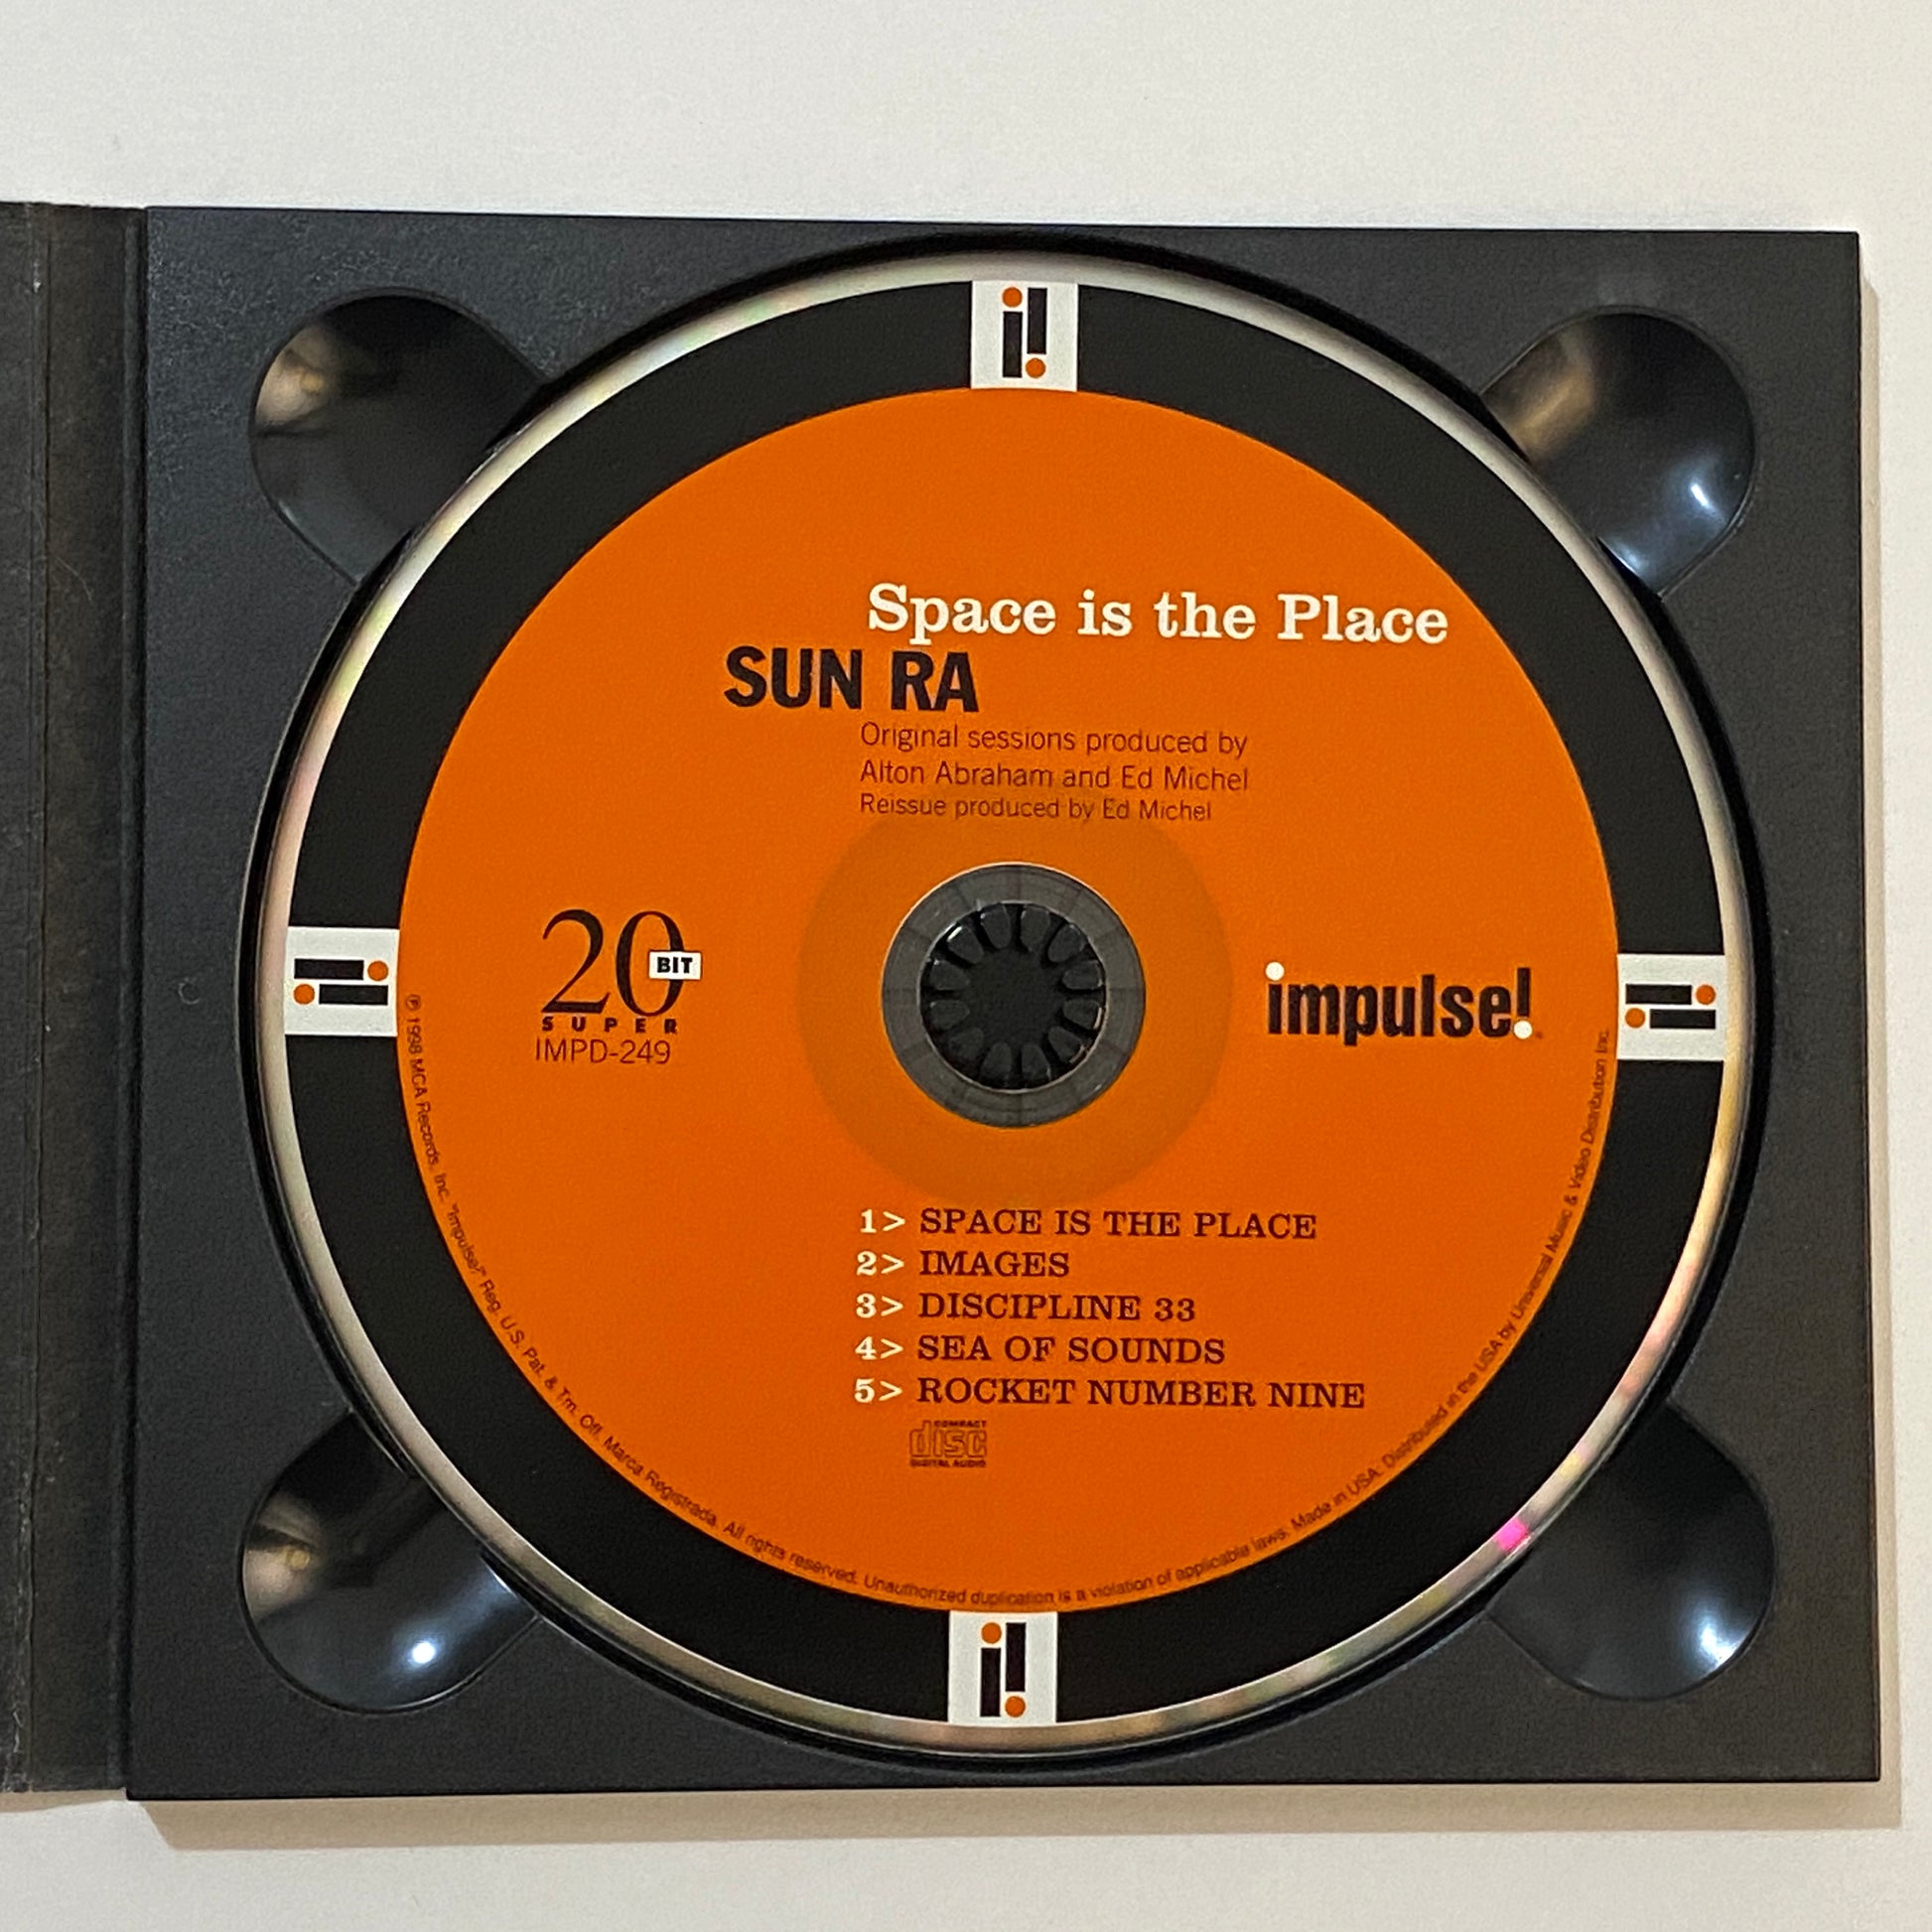 Space is the Place
SUN RA
Original sessions produced by
Alton Abraham and Ed Michel
Reissue produced by Ed Michel
20
BIT
SUPER
IMPD-249
impulse!
1> SPACE IS THE PLACE
2> IMAGES
3> DISCIPLINE 33
4> SEA OF SOUNDS
5> ROCKET NUMBER NINE
COMPACT
disc
DIGITAL AUDIO
℗ 1998 MCA Records, Inc. "Impulse!" Reg. U.S. Pat. & Tm. Off. Marca Registrada. All rights reserved. Unauthorized duplication is a violation of applicable laws. Made in USA. Distributed in the USA by Universal Music & Video Distribution Inc.